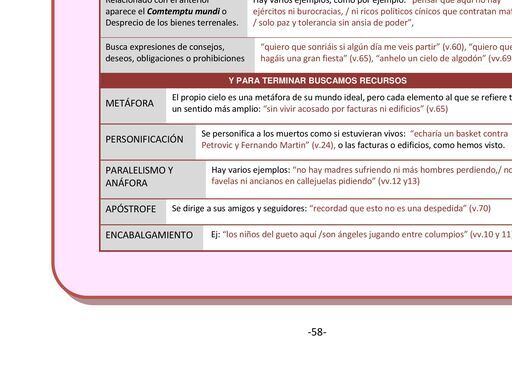 Relacionado con el anterior
aparece el Comtemptu mundi o
Desprecio de los bienes terrenales.
Hay varios ejemplos, como por ejemplo: "pensar que aquí no hay
ejércitos ni burocracias, / ni ricos políticos cínicos que contratan
/ solo paz y tolerancia sin ansia de poder",
Busca expresiones de consejos,
deseos, obligaciones o prohibiciones
"quiero que sonriáis si algún día me veis partir" (v.60), "quiero
hagáis una gran fiesta" (v.65), "anhelo un cielo de algodón"
Y PARA TERMINAR BUSCAMOS RECURSOS
METÁFORA
El propio cielo es una metáfora de su mundo ideal, pero cada elemento al que se refiere
un sentido más amplio: "sin vivir acosado por facturas ni edificios" (v.65)
PERSONIFICACIÓN
Se personifica a los muertos como si estuvieran vivos: "echaría un basket contra
Petrovic y Fernando Martin" (v.24), o las facturas o edificios, como hemos visto.
PARALELISMO Y
ANÁFORA
Hay varios ejemplos: "no hay madres sufriendo ni más hombres perdiendo,/
favelas ni ancianos en callejuelas pidiendo" (vv.12 y13)
APÓSTROFE
Se dirige a sus amigos y seguidores: "recordad que esto no es una despedida" (v.70)
ENCABALGAMIENTO
Ej: "los niños del gueto aquí /son ángeles jugando entre columpios" (vv.10 y 11
-58-